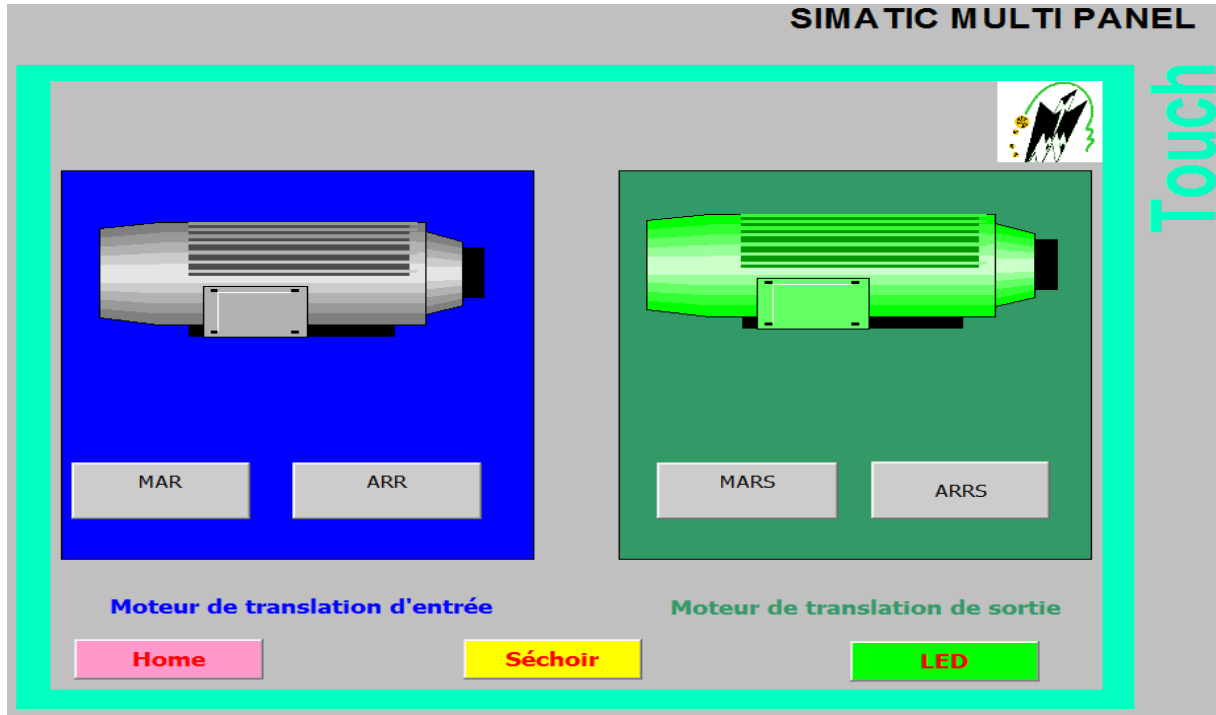 SIMATIC MULTI PANEL
Touch
MAR
ARR
MARS
ARRS
Moteur de translation d'entrée
Moteur de translation de sortie
Home
Séchoir
LED